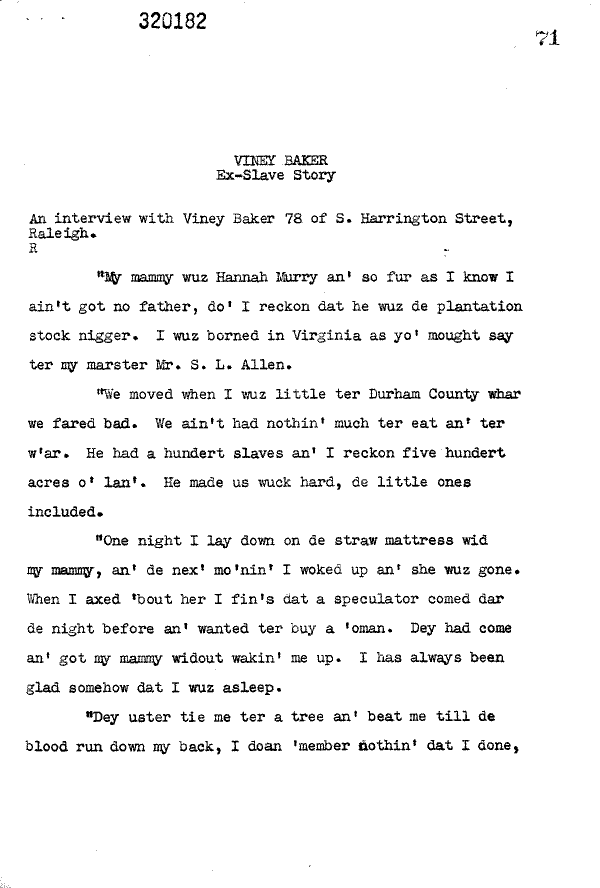 320182
71
VINEY BAKER
Ex-Slave Story
An interview with Viney Baker 78 of S. Harrington Street,
Raleigh.
R
"My mammy wuz Hannah Murry an' so fur as I know I
ain't got no father, do' I reckon dat he wuz de plantation
stock nigger. I wuz borned in Virginia as yo' mought say
ter my marster Mr. S. L. Allen.
"We moved when I wuz little ter Durham County whar
we fared bad. We ain't had nothin' much ter eat an' ter
w'ar. He had a hundert slaves an' I reckon five hundert
acres o' lan'. He made us wuck hard, de little ones
included.
"One night I lay down on de straw mattress wid
my mammy, an' de nex' mo'nin' I woked up an' she wuz gone.
When I axed 'bout her I fin's dat a speculator comed dar
de night before an' wanted ter buy a 'oman. Dey had come
an' got my mammy widout wakin' me up. I has always been
glad somehow dat I wuz asleep.
"Dey uster tie me ter a tree an' beat me till de
blood run down my back, I doan 'member nothin' dat I done,